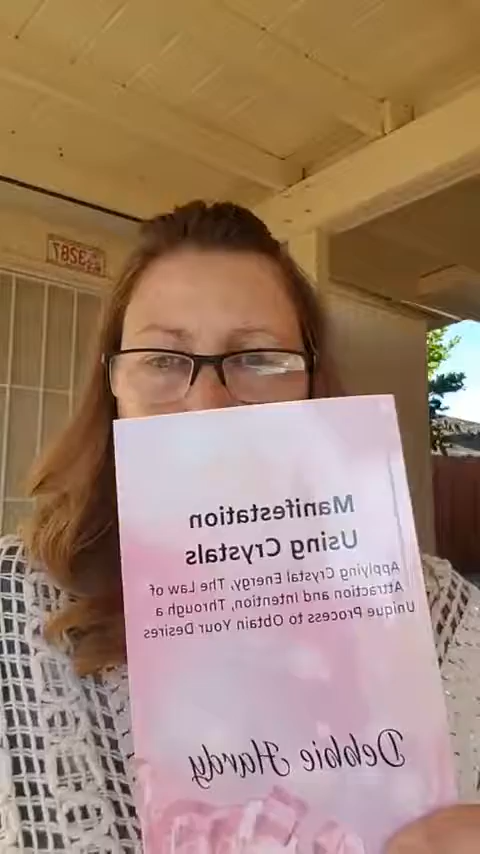 Manifestation
Using Crystals
Applying Crystal Energy, The Law of
Attraction and Intention, Through a
Unique Process to Obtain Your Desires
Debbie Hardy